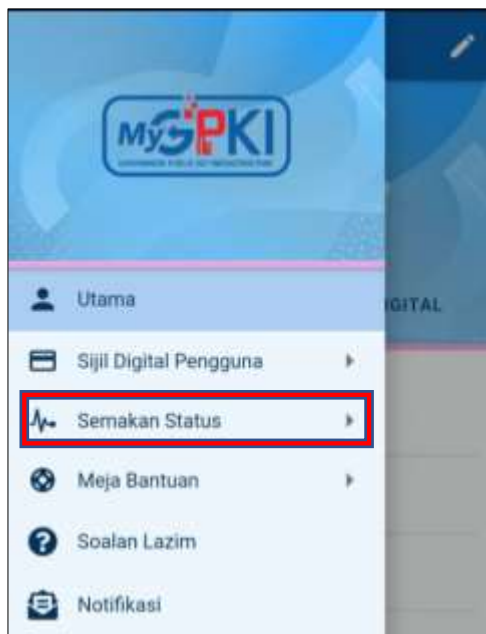 MyGPKI
Utama
IGITAL
Sijil Digital Pengguna
Semakan Status
Meja Bantuan
Soalan Lazim
Notifikasi